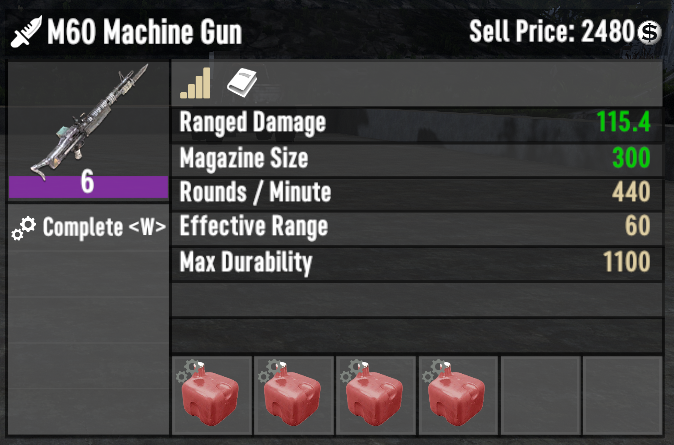 M60 Machine Gun
Sell Price: 2480
6
Complete <W>
Ranged Damage 115.4
Magazine Size 300
Rounds / Minute 440
Effective Range 60
Max Durability 1100